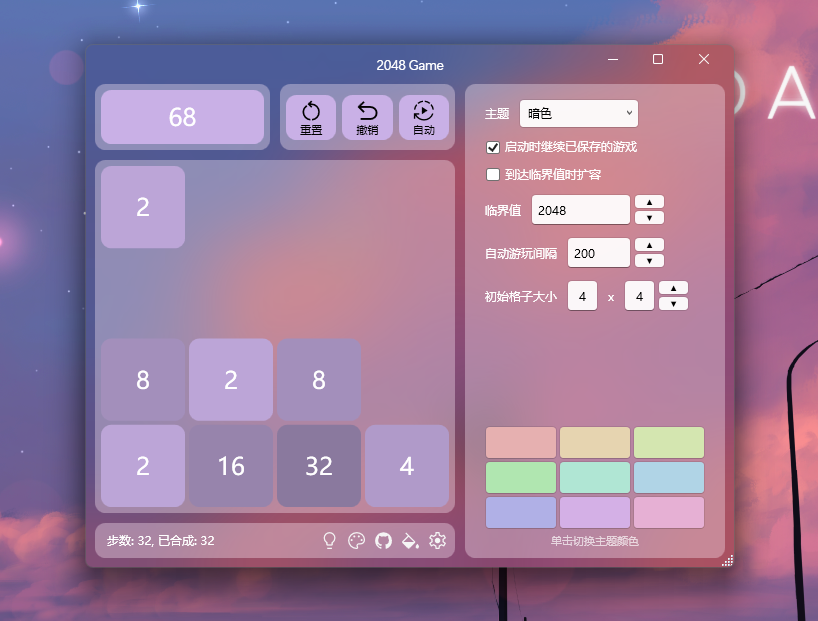 2048 Game
68
重置
撤销
自动
2
8
2
8
2
16
32
4
步数: 32, 已合成: 32
主题
暗色
启动时继续已保存的游戏
到达临界值时扩容
临界值
2048
自动游玩间隔
200
初始格子大小
4
x
4
单击切换主题颜色
DA